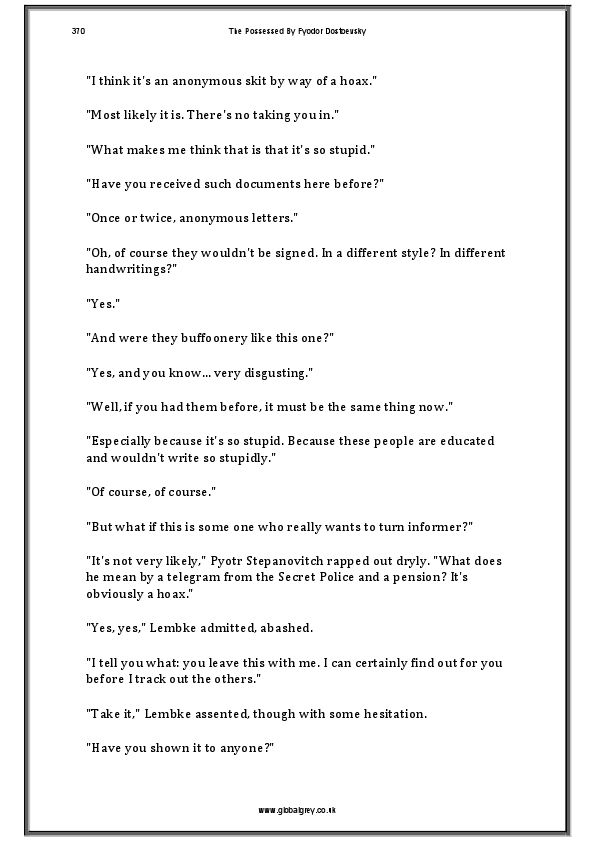 370
The Possessed By Fyodor Dostoevsky
"I think it's an anonymous skit by way of a hoax."
"Most likely it is. There's no taking you in."
"What makes me think that is that it's so stupid."
"Have you received such documents here before?"
"Once or twice, anonymous letters."
"Oh, of course they wouldn't be signed. In a different style? In different
handwritings?"
"Yes."
"And were they buffoonery like this one?"
"Yes, and you know... very disgusting."
"Well, if you had them before, it must be the same thing now."
"Especially because it's so stupid. Because these people are educated
and wouldn't write so stupidly."
"Of course, of course."
"But what if this is some one who really wants to turn informer?"
"It's not very likely," Pyotr Stepanovitch rapped out dryly. "What does
he mean by a telegram from the Secret Police and a pension? It's
obviously a hoax."
"Yes, yes," Lembke admitted, abashed.
"I tell you what: you leave this with me. I can certainly find out for you
before I track out the others."
"Take it," Lembke assented, though with some hesitation.
"Have you shown it to anyone?"
www.globalgrey.co.uk